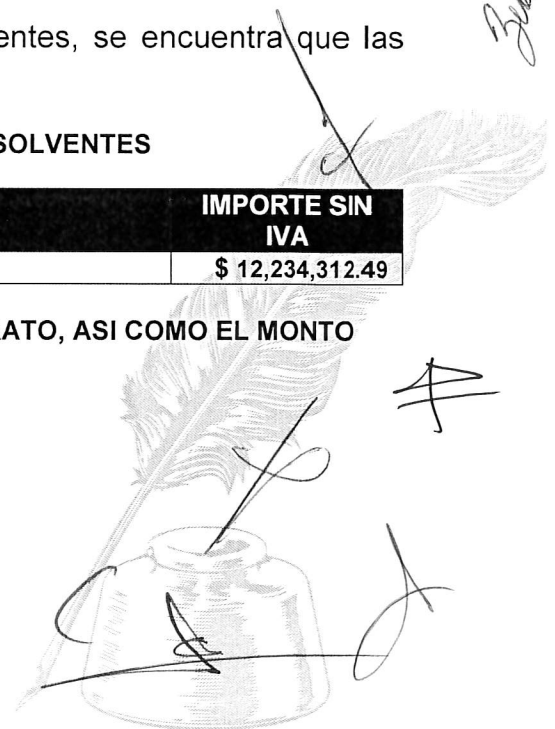 entes, se encuentra que las
SOLVENTES
IMPORTE SIN
IVA
$ 12,234,312.49
ATO, ASI COMO EL MONTO